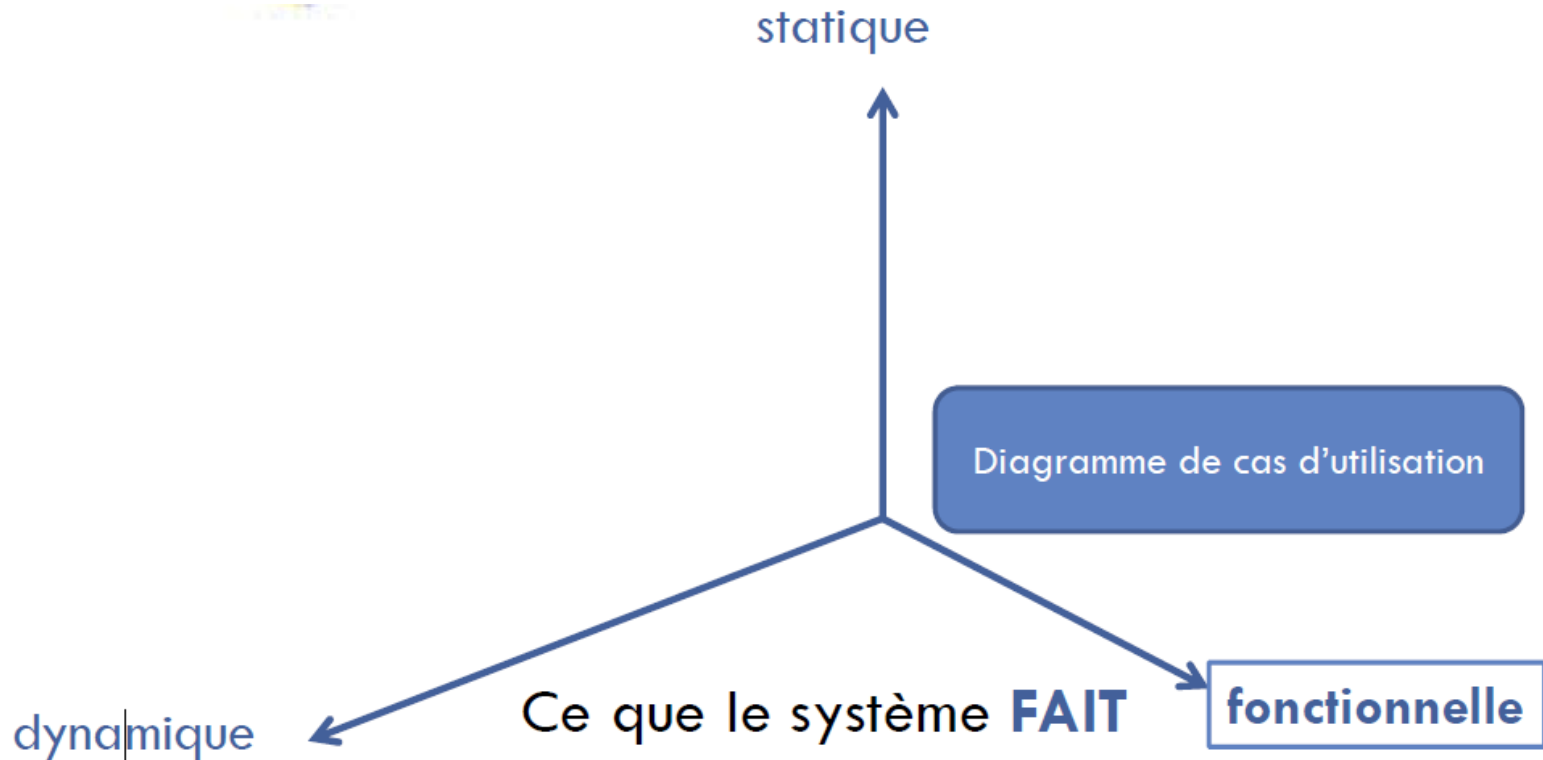 statique
Diagramme de cas d'utilisation
Ce que le système FAIT
fonctionnelle
dynamique